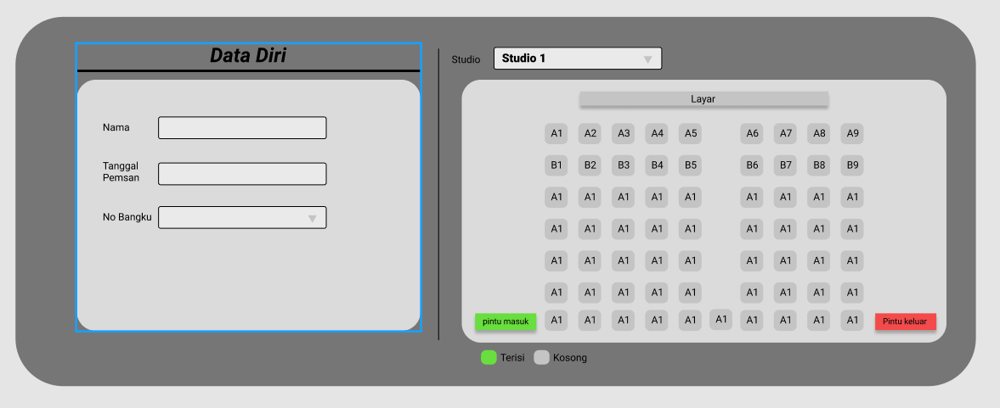 Data Diri
Nama
Tanggal
Pemsan
No Bangku
Studio Studio 1
Layar
A1 A2 A3 A4 A5 A6 A7 A8 A9
B1 B2 B3 B4 B5 B6 B7 B8 B9
A1 A1 A1 A1 A1 A1 A1 A1 A1
A1 A1 A1 A1 A1 A1 A1 A1 A1
A1 A1 A1 A1 A1 A1 A1 A1 A1
A1 A1 A1 A1 A1 A1 A1 A1 A1
pintu masuk A1 A1 A1 A1 A1 A1 A1 A1 A1 A1 Pintu keluar
Terisi Kosong